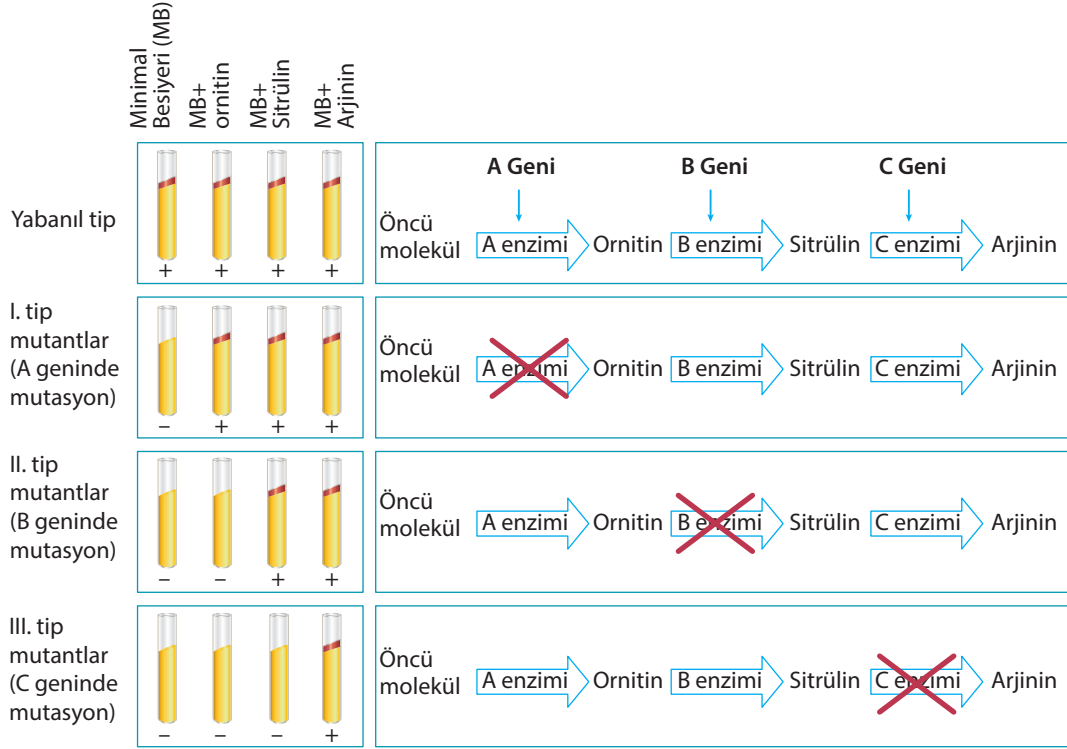 Minimal
Besiyeri (MB)
MB+
ornitin
MB+
Sitrülin
MB+
Arjinin
Yabanıl tip
+ + + +
A Geni B Geni C Geni
Öncü
molekül
A enzimi Ornitin B enzimi Sitrülin C enzimi Arjinin
I. tip
mutantlar
(A geninde
mutasyon)
– + + +
Öncü
molekül
A enzimi Ornitin B enzimi Sitrülin C enzimi Arjinin
II. tip
mutantlar
(B geninde
mutasyon)
– – + +
Öncü
molekül
A enzimi Ornitin B enzimi Sitrülin C enzimi Arjinin
III. tip
mutantlar
(C geninde
mutasyon)
– – – +
Öncü
molekül
A enzimi Ornitin B enzimi Sitrülin C enzimi Arjinin